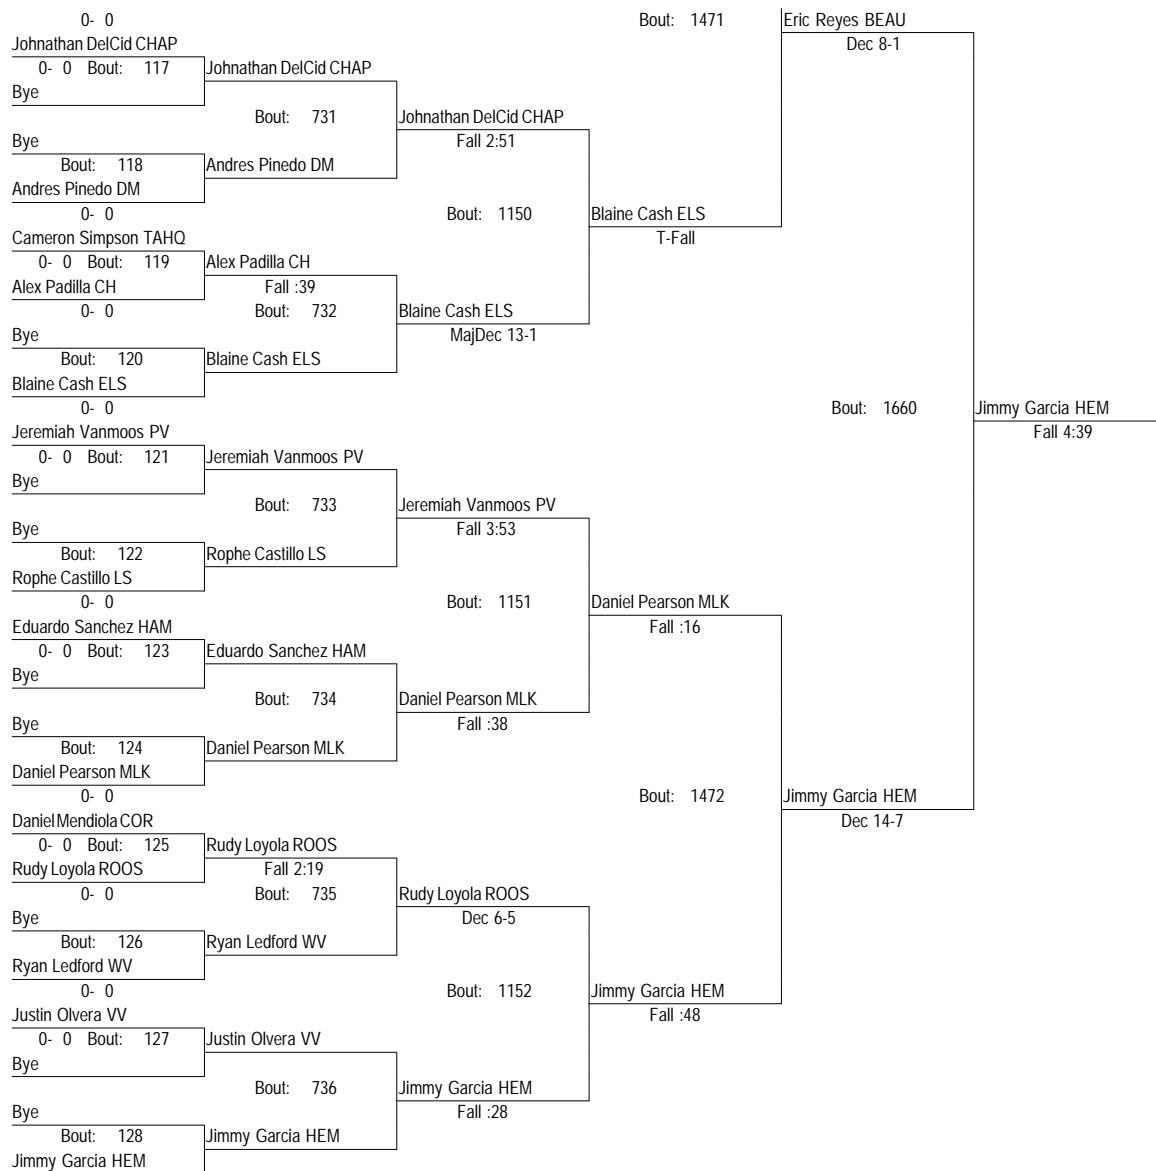 0- 0
Bout: 1471
Eric Reyes BEAU
Johnathan DelCid CHAP
Dec 8-1
0- 0 Bout: 117
Johnathan DelCid CHAP
Bye
Bout: 731
Johnathan DelCid CHAP
Bye
Fall 2:51
Bout: 118
Andres Pinedo DM
Andres Pinedo DM
0- 0
Bout: 1150
Blaine Cash ELS
Cameron Simpson TAHQ
T-Fall
0- 0 Bout: 119
Alex Padilla CH
Alex Padilla CH
Fall :39
0- 0
Bout: 732
Blaine Cash ELS
Bye
MajDec 13-1
Bout: 120
Blaine Cash ELS
Blaine Cash ELS
0- 0
Bout: 1660
Jimmy Garcia HEM
Jeremiah Vanmoos PV
Fall 4:39
0- 0 Bout: 121
Jeremiah Vanmoos PV
Bye
Bout: 733
Jeremiah Vanmoos PV
Bye
Fall 3:53
Bout: 122
Rophe Castillo LS
Rophe Castillo LS
0- 0
Bout: 1151
Daniel Pearson MLK
Eduardo Sanchez HAM
Fall :16
0- 0 Bout: 123
Eduardo Sanchez HAM
Bye
Bout: 734
Daniel Pearson MLK
Bye
Fall :38
Bout: 124
Daniel Pearson MLK
Daniel Pearson MLK
0- 0
Bout: 1472
Jimmy Garcia HEM
Daniel Mendiola COR
Dec 14-7
0- 0 Bout: 125
Rudy Loyola ROOS
Rudy Loyola ROOS
Fall 2:19
0- 0
Bout: 735
Rudy Loyola ROOS
Bye
Dec 6-5
Bout: 126
Ryan Ledford WV
Ryan Ledford WV
0- 0
Bout: 1152
Jimmy Garcia HEM
Justin Olvera VV
Fall :48
0- 0 Bout: 127
Justin Olvera VV
Bye
Bout: 736
Jimmy Garcia HEM
Bye
Fall :28
Bout: 128
Jimmy Garcia HEM
Jimmy Garcia HEM